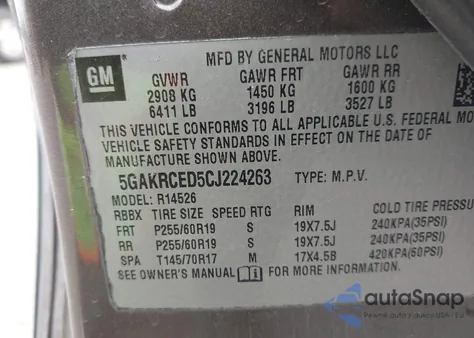 MFD BY GENERAL MOTORS LLC
GM
GVWR GAWR FRT GAWR RR
2908 KG 1450 KG 1600 KG
6411 LB 3196 LB 3527 LB
THIS VEHICLE CONFORMS TO ALL APPLICABLE U.S. FEDERAL MO
VEHICLE SAFETY STANDARDS IN EFFECT ON THE DATE O
MANUFACTURE SHOWN ABOVE.
5GAKRCED5CJ224263 TYPE: M.P.V.
MODEL: R14526
RBBX TIRE SIZE SPEED RTG RIM COLD TIRE PRESSU
FRT P255/60R19 S 19X7.5J 240KPA(35PSI)
RR P255/60R19 S 19X7.5J 240KPA(35PSI)
SPA T145/70R17 M 17X4.5B 420KPA(60PSI)
SEE OWNER'S MANUAL FOR MORE INFORMATION.
autoSnap